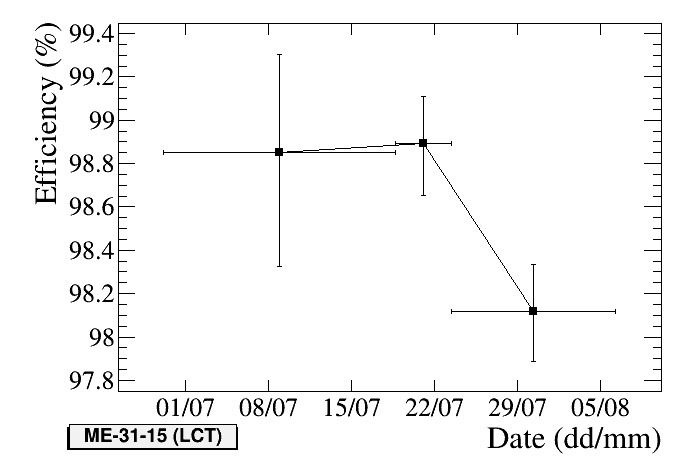 Efficiency (%)
99.4
99.2
99
98.8
98.6
98.4
98.2
98
97.8
01/07 08/07 15/07 22/07 29/07 05/08
ME-31-15 (LCT)
Date (dd/mm)